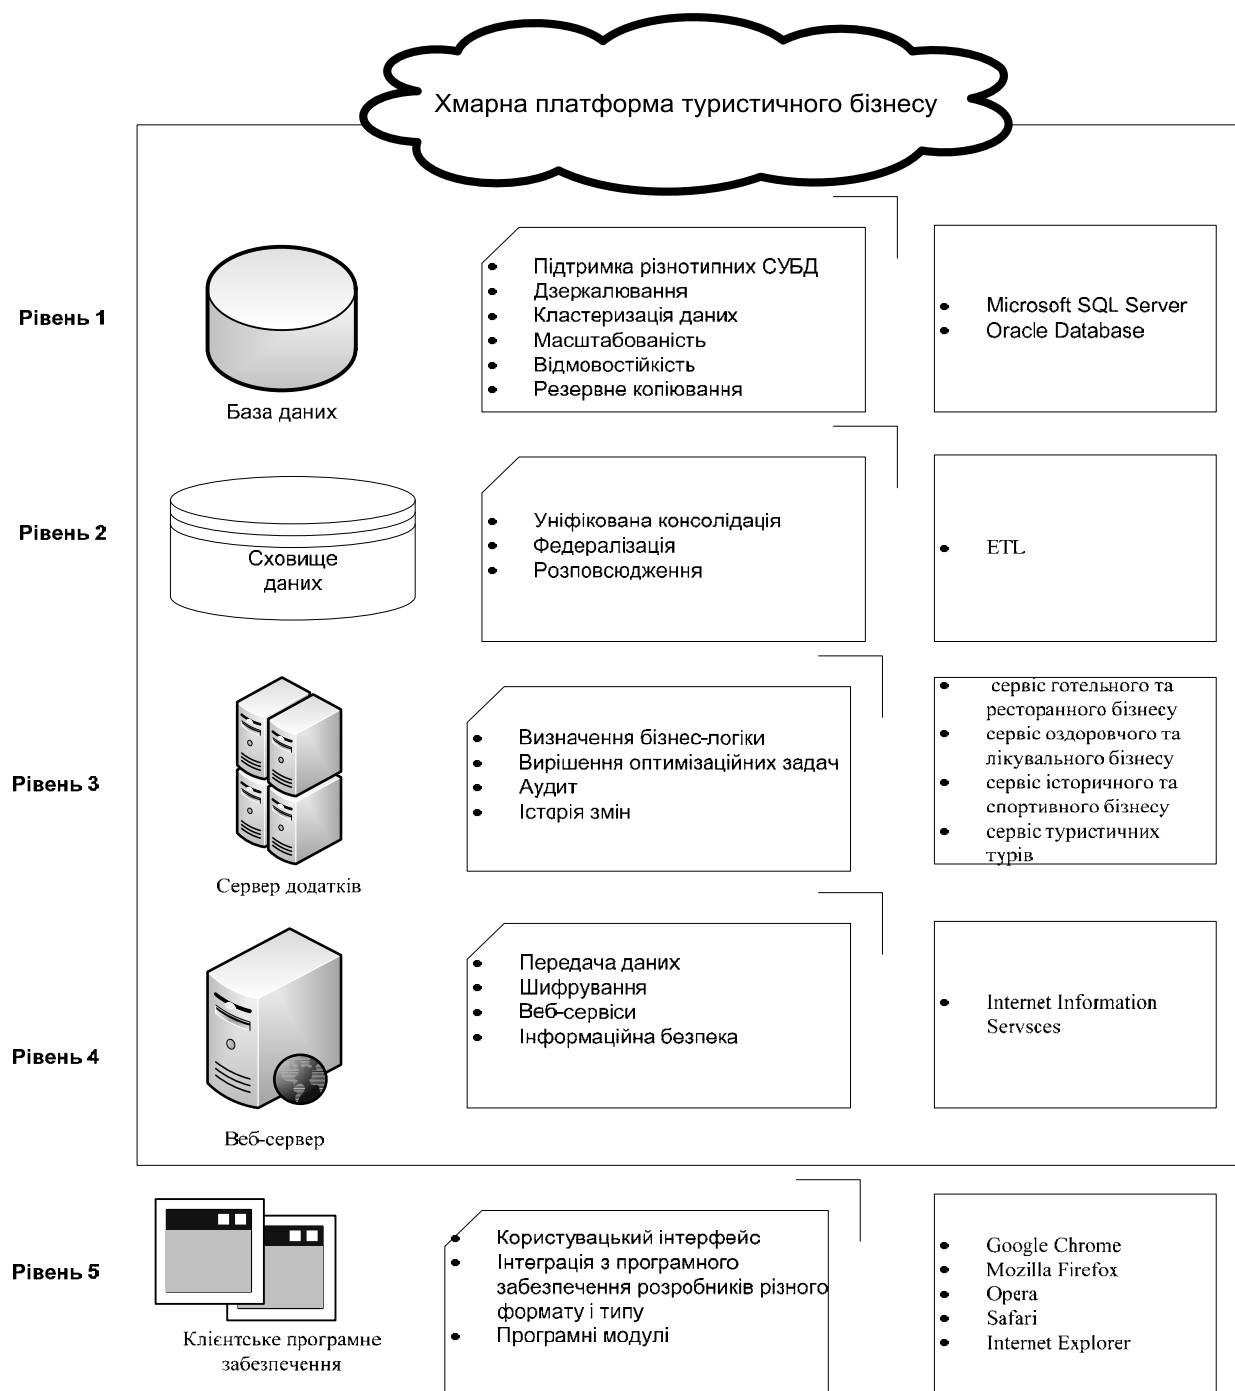 Хмарна платформа туристичного бізнесу
Рівень 1
База даних
Підтримка різнотипних СУБД
Дзеркалювання
Кластеризація даних
Масштабованість
Відмовостійкість
Резервне копіювання
Microsoft SQL Server
Oracle Database
Рівень 2
Сховище
даних
Уніфікована консолідація
Федералізація
Розповсюдження
ETL
Рівень 3
Сервер додатків
Визначення бізнес-логіки
Вирішення оптимізаційних задач
Аудит
Історія змін
сервіс готельного та
ресторанного бізнесу
сервіс оздоровчого та
лікувального бізнесу
сервіс історичного та
спортивного бізнесу
сервіс туристичних
турів
Рівень 4
Веб-сервер
Передача даних
Шифрування
Веб-сервіси
Інформаційна безпека
Internet Information
Servsces
Рівень 5
Клієнтське програмне
забезпечення
Користувацький інтерфейс
Інтеграція з програмного
забезпечення розробників різного
формату і типу
Програмні модулі
Google Chrome
Mozilla Firefox
Opera
Safari
Internet Explorer